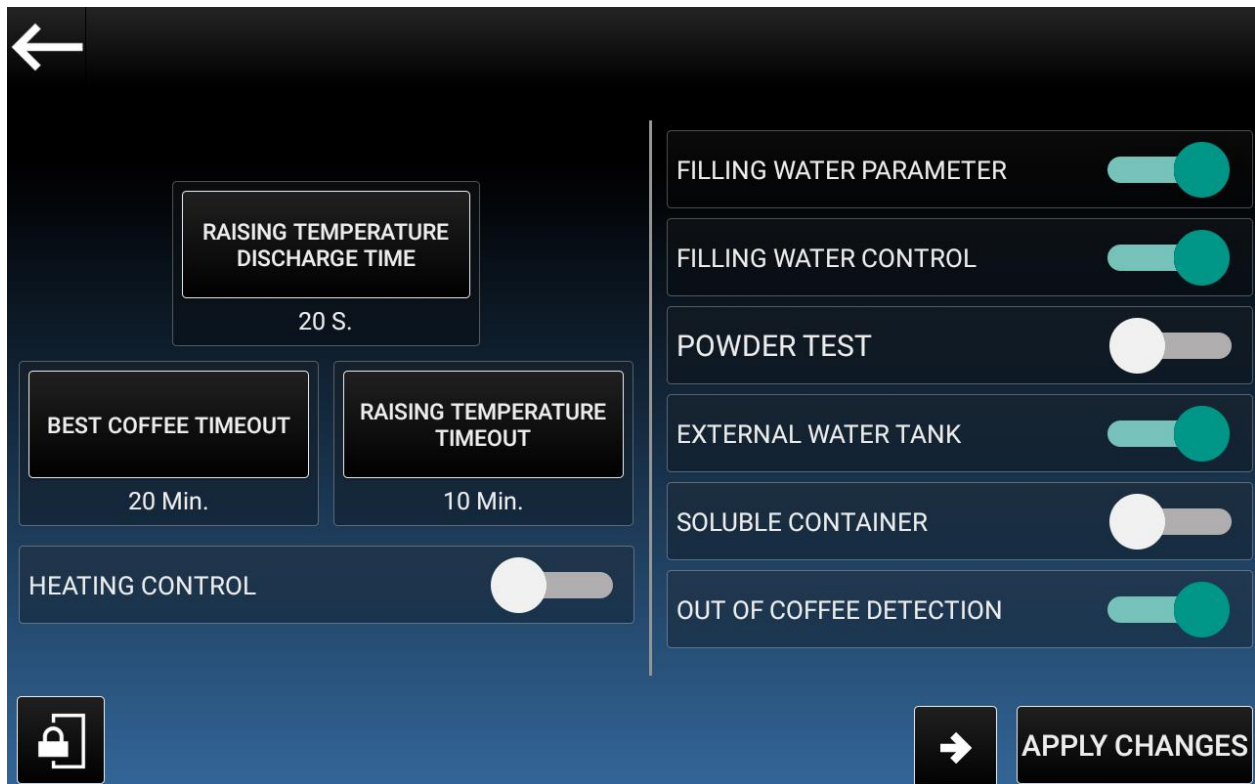 RAISING TEMPERATURE
DISCHARGE TIME
20 S.
BEST COFFEE TIMEOUT
20 Min.
RAISING TEMPERATURE
TIMEOUT
10 Min.
HEATING CONTROL
FILLING WATER PARAMETER
FILLING WATER CONTROL
POWDER TEST
EXTERNAL WATER TANK
SOLUBLE CONTAINER
OUT OF COFFEE DETECTION
APPLY CHANGES